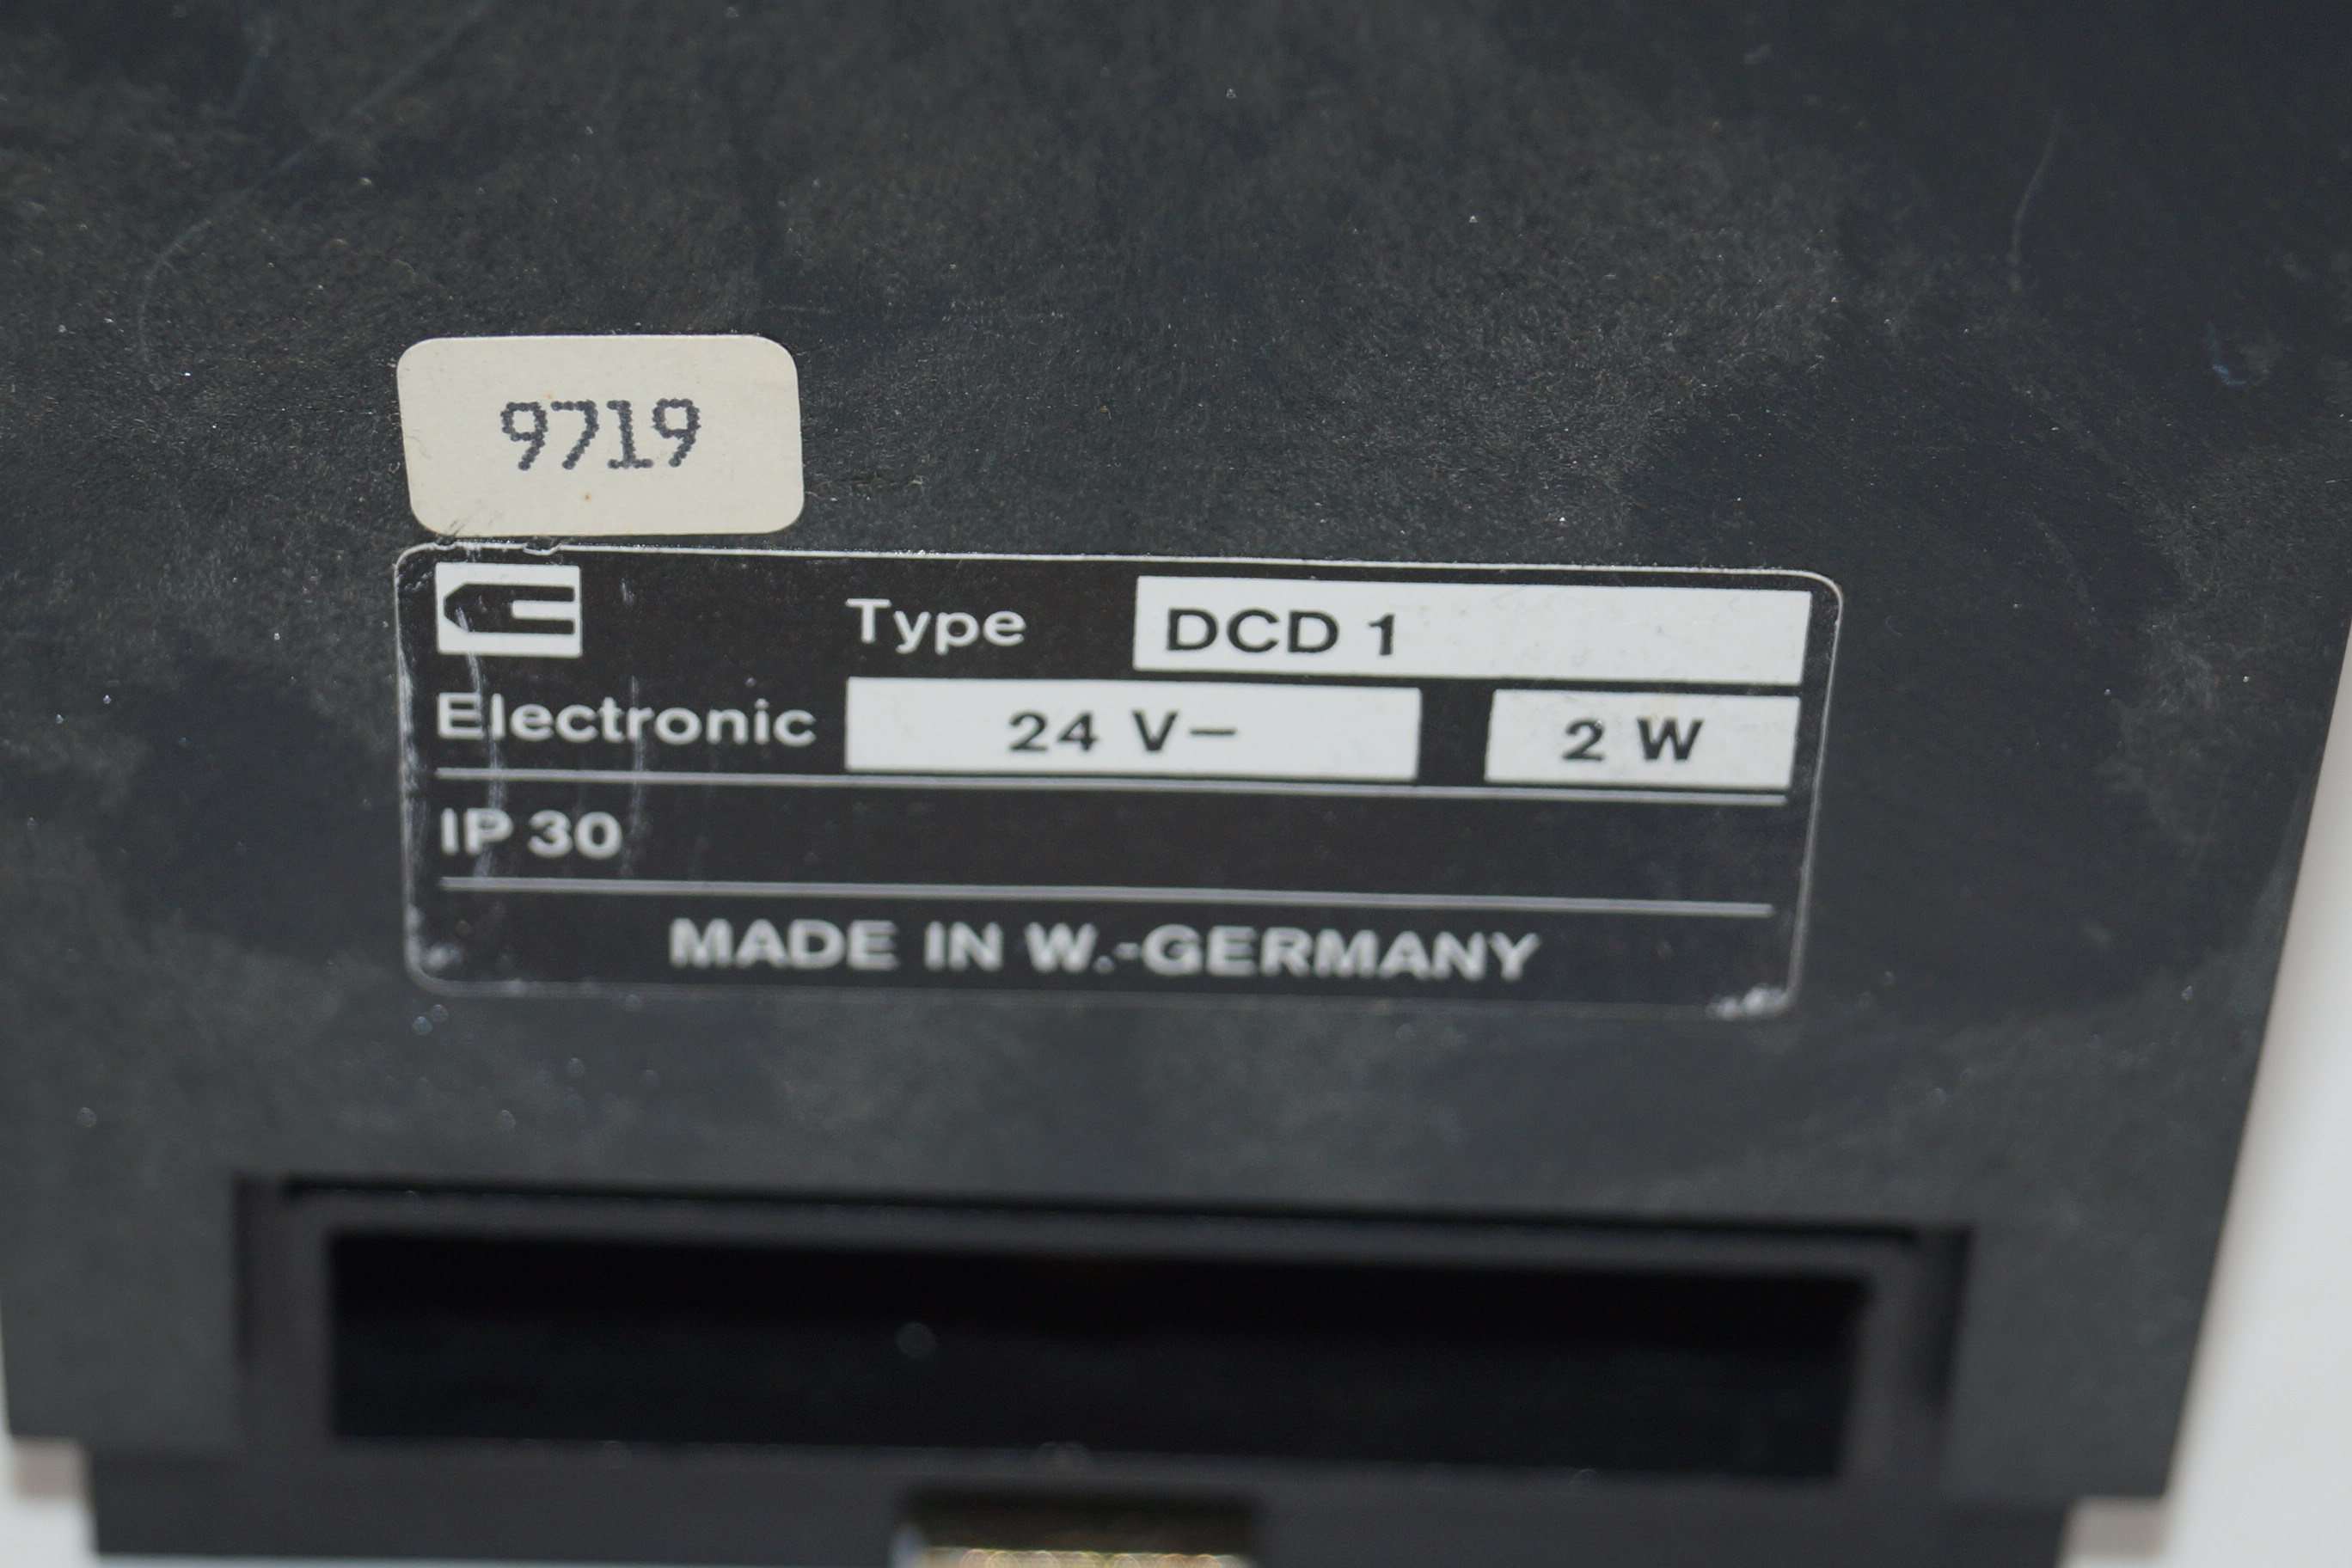 9719
Type DCD 1
Electronic 24 V– 2 W
IP 30
MADE IN W.-GERMANY